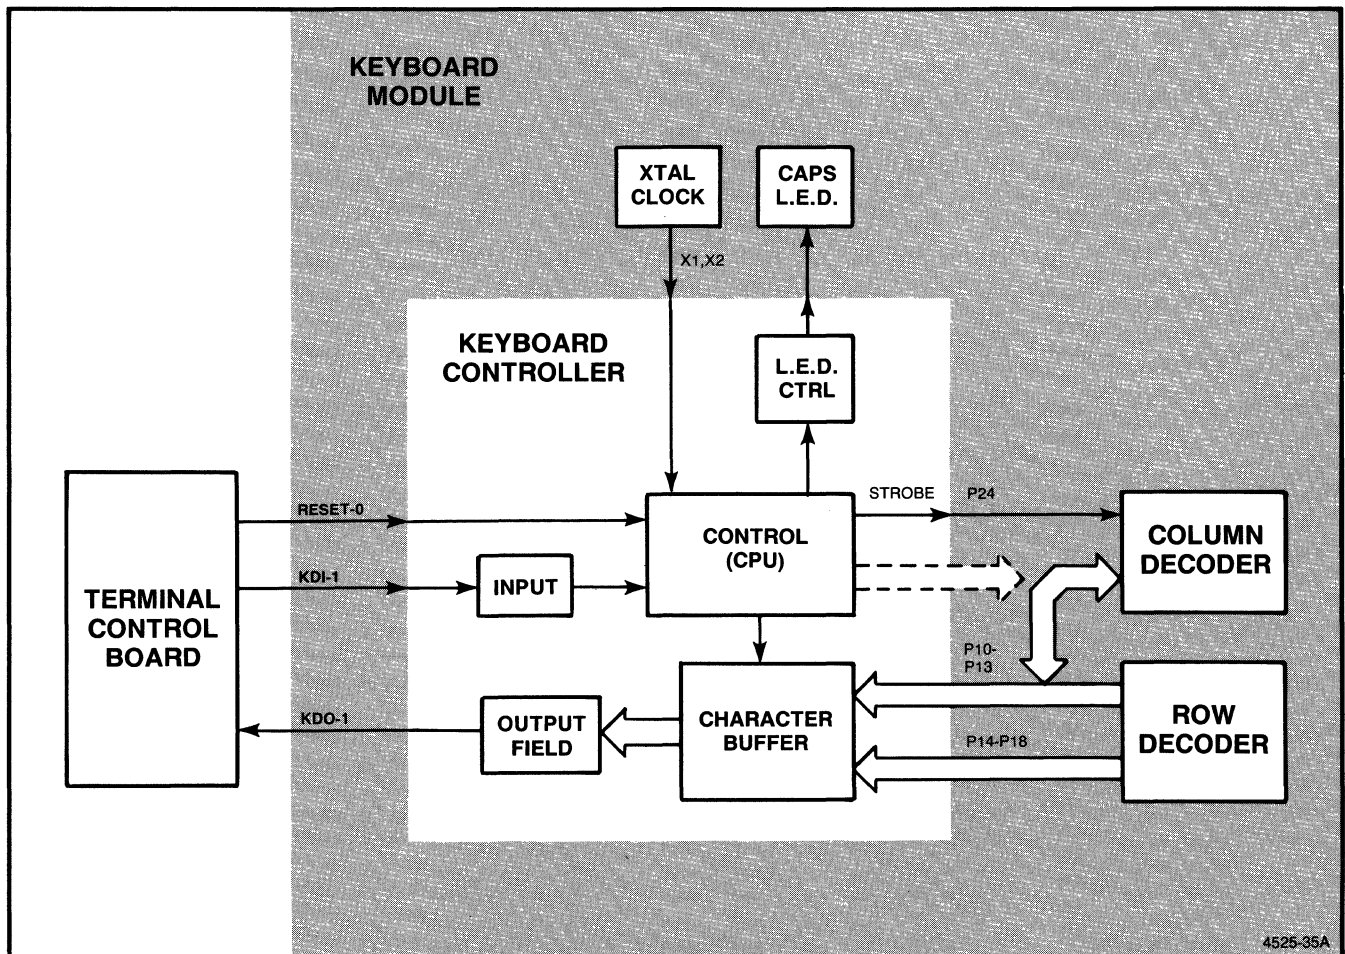 KEYBOARD
MODULE
XTAL
CLOCK
CAPS
L.E.D.
X1,X2
KEYBOARD
CONTROLLER
L.E.D.
CTRL
RESET-0
STROBE
P24
CONTROL
(CPU)
COLUMN
DECODER
KDI-1
INPUT
TERMINAL
CONTROL
BOARD
P10-
P13
KDO-1
OUTPUT
FIELD
CHARACTER
BUFFER
P14-P18
ROW
DECODER
4525-35A